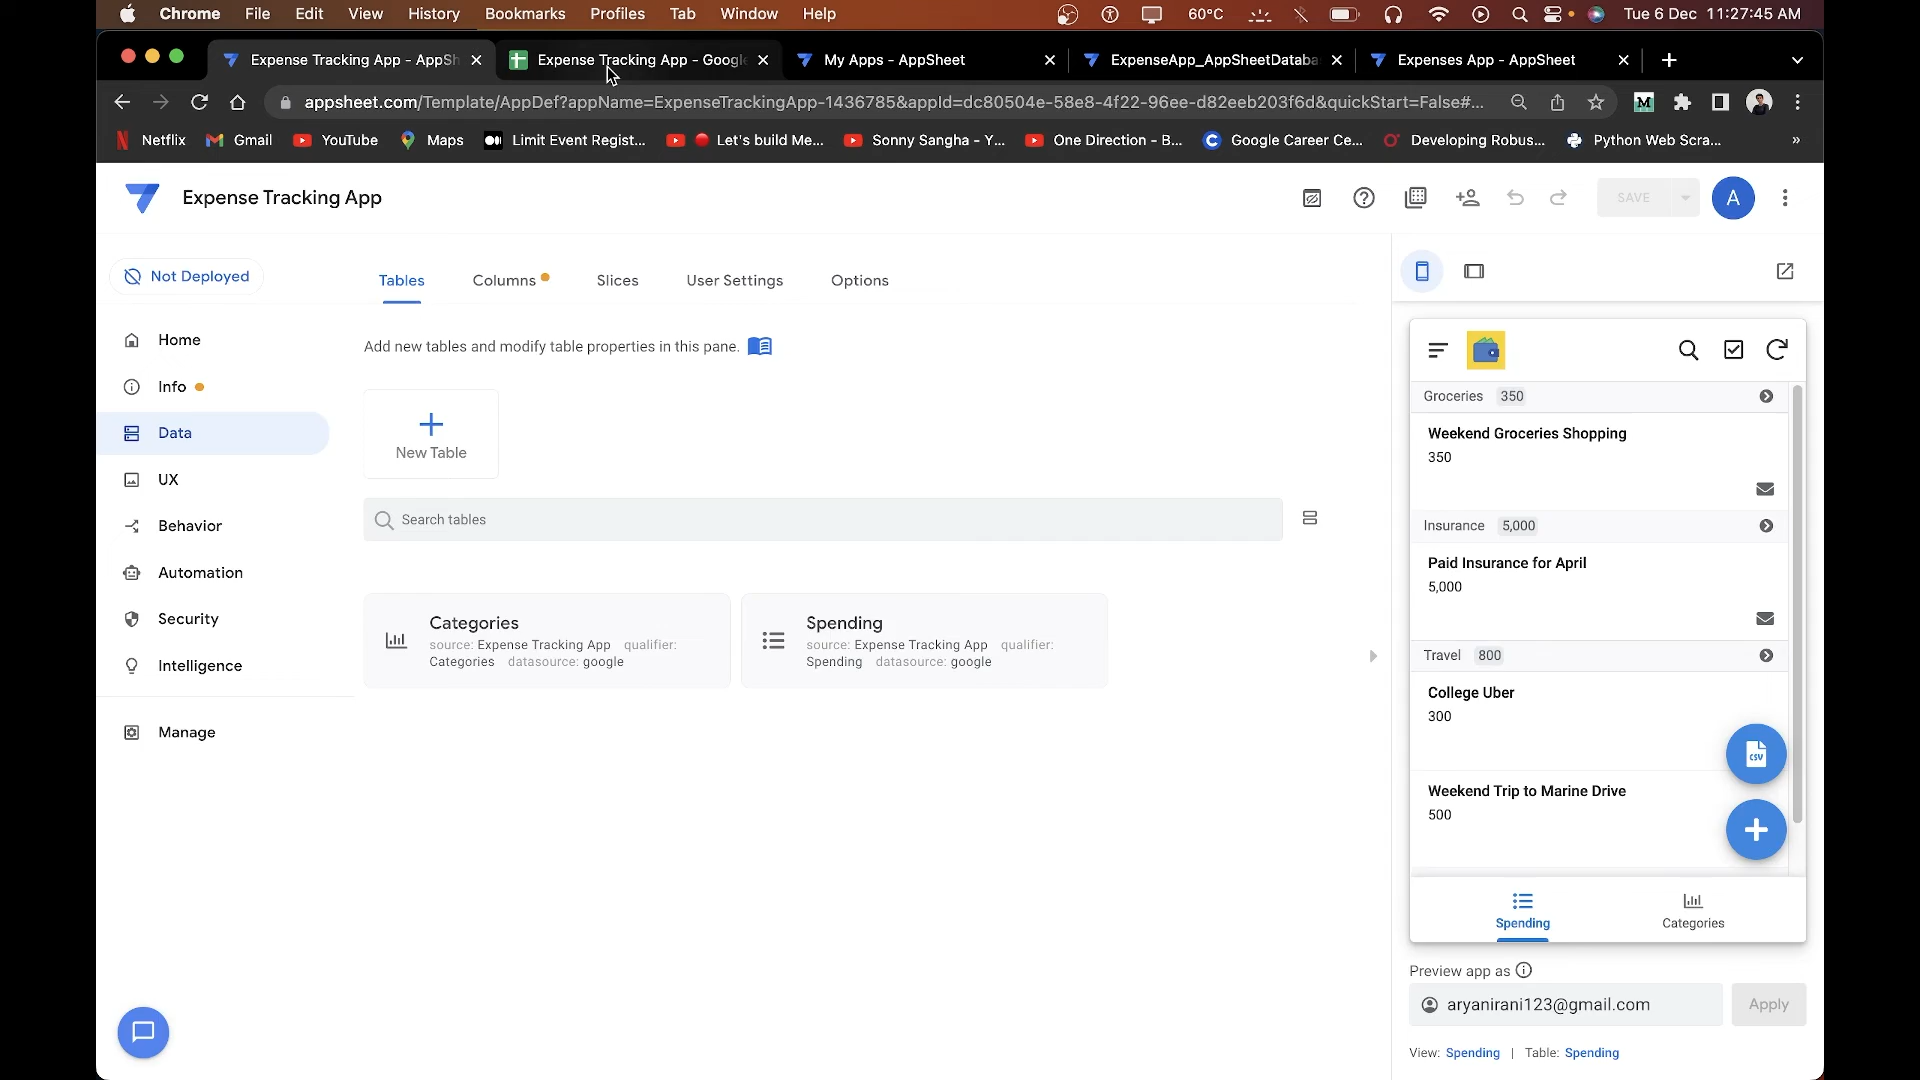 Chrome File Edit View History Bookmarks Profiles Tab Window Help 60°C Tue 6 Dec 11:27:45 AM
Expense Tracking App - AppSh Expense Tracking App - Google My Apps - AppSheet ExpenseApp_AppSheetDataba Expenses App - AppSheet
appsheet.com/Template/AppDef?appName=ExpenseTrackingApp-1436785&appId=dc80504e-58e8-4f22-96ee-d82eeb203f6d&quickStart=False#...
Netflix Gmail YouTube Maps Limit Event Regist... Let's build Me... Sonny Sangha - Y... One Direction - B... Google Career Ce... Developing Robus... Python Web Scra... »
Expense Tracking App
SAVE
A
Not Deployed
Home
Info
Data
UX
Behavior
Automation
Security
Intelligence
Manage
Tables Columns Slices User Settings Options
Add new tables and modify table properties in this pane.
New Table
Search tables
Categories
source: Expense Tracking App qualifier:
Categories datasource: google
Spending
source: Expense Tracking App qualifier:
Spending datasource: google
Groceries 350
Weekend Groceries Shopping
350
Insurance 5,000
Paid Insurance for April
5,000
Travel 800
College Uber
300
CSV
Weekend Trip to Marine Drive
500
Spending
Categories
Preview app as
aryanirani123@gmail.com
Apply
View: Spending | Table: Spending